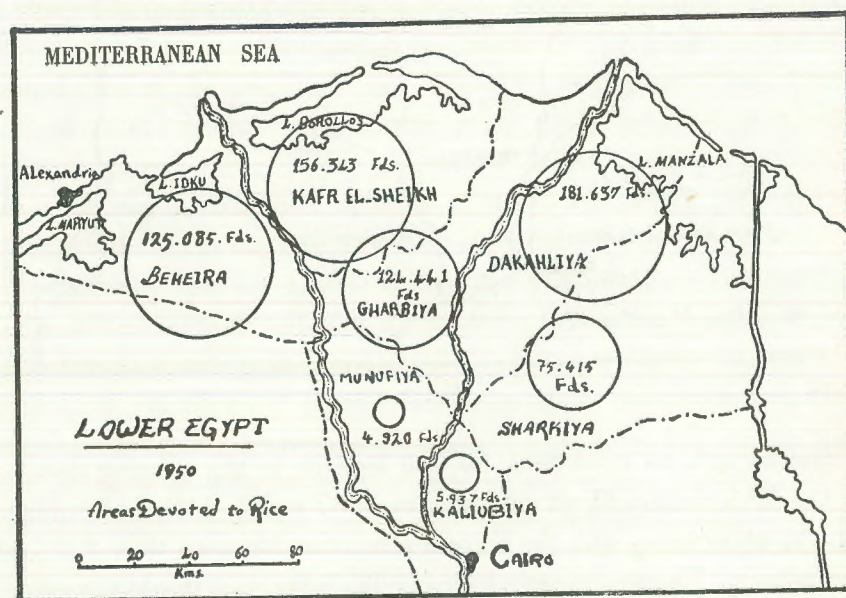 MEDITERRANEAN SEA
L. BOROLLOS
Alexandria
L. IDKU
L. MARYUT
L. MANZALA
156.343 Fds.
KAFR EL.SHEIKH
181.637 Fds.
125.085. Fds.
BEHEIRA
124.441
Fds
GHARBIYA
DAKAHLIYA
75.415
Fds.
MUNUFIYA
4.920 Fds
SHARKIYA
5.937 Fds
KALIUBIYA
CAIRO
LOWER EGYPT
1950
Areas Devoted to Rice
0 20 40 60 80
Kms.